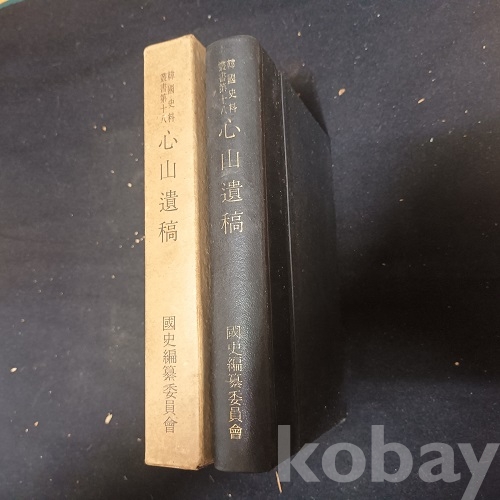 韓國史料
叢書第十八
心山遺稿
國史編纂委員會
韓國史料
叢書第十八
心山遺稿
國史編纂委員會
kobay